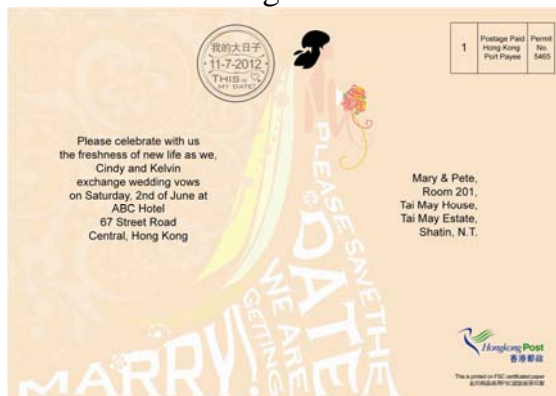 我的大日子
11-7-2012
THIS IS
MY DATE!
1
Postage Paid
Hong Kong
Port Payee
Permit
No.
5465
Please celebrate with us
the freshness of new life as we,
Cindy and Kelvin
exchange wedding vows
on Saturday, 2nd of June at
ABC Hotel
67 Street Road
Central, Hong Kong
Mary & Pete,
Room 201,
Tai May House,
Tai May Estate,
Shatin, N.T.
PLEASE SAVE THE
DATE
WE ARE
GETTING
MARRY!
Hongkong Post
香港郵政
This is printed on FSC certificated paper